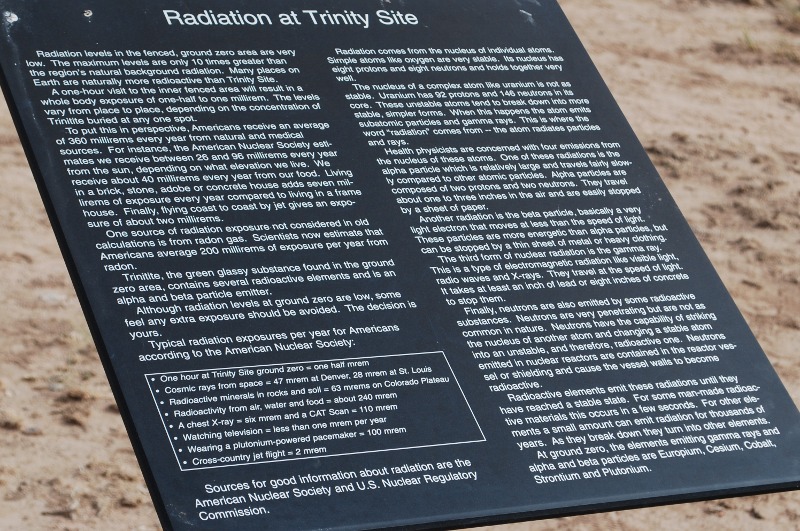 Radiation at Trinity Site
Radiation levels in the fenced, ground zero area are very
low. The maximum levels are only 10 times greater than
the region's natural background radiation. Many places on
Earth are naturally more radioactive than Trinity Site.
A one-hour visit to the inner fenced area will result in a
whole body exposure of one-half to one millirem. The levels
vary from place to place, depending on the concentration of
Trinitite buried at any one spot.
To put this in perspective, Americans receive an average
of 360 millirems every year from natural and medical
sources. For instance, the American Nuclear Society esti-
mates we receive between 26 and 96 millirems every year
from the sun, depending on what elevation we live. We
receive about 40 millirems every year from our food. Living
in a brick, stone, adobe or concrete house adds seven mil-
lirems of exposure every year compared to living in a frame
house. Finally, flying coast to coast by jet gives an expo-
sure of about two millirems.
One source of radiation exposure not considered in old
calculations is from radon gas. Scientists now estimate that
Americans average 200 millirems of exposure per year from
radon.
Trinitite, the green glassy substance found in the ground
zero area, contains several radioactive elements and is an
alpha and beta particle emitter.
Although radiation levels at ground zero are low, some
feel any extra exposure should be avoided. The decision is
yours.
Typical radiation exposures per year for Americans
according to the American Nuclear Society:
• One hour at Trinity Site ground zero = one half mrem
• Cosmic rays from space = 47 mrem at Denver, 28 mrem at St. Louis
• Radioactive minerals in rocks and soil = 63 mrems on Colorado Plateau
• Radioactivity from air, water and food = about 240 mrem
• A chest X-ray = six mrem and a CAT Scan = 110 mrem
• Watching television = less than one mrem per year
• Wearing a plutonium-powered pacemaker = 100 mrem
• Cross-country jet flight = 2 mrem
Sources for good information about radiation are the
American Nuclear Society and U.S. Nuclear Regulatory
Commission.
Radiation comes from the nucleus of individual atoms.
Simple atoms like oxygen are very stable. Its nucleus has
eight protons and eight neutrons and holds together very
well.
The nucleus of a complex atom like uranium is not as
stable. Uranium has 92 protons and 146 neutrons in its
core. These unstable atoms tend to break down into more
stable, simpler forms. When this happens the atom emits
subatomic particles and gamma rays. This is where the
word "radiation" comes from -- the atom radiates particles
and rays.
Health physicists are concerned with four emissions from
the nucleus of these atoms. One of these radiations is the
alpha particle which is relatively large and travels fairly slow-
ly compared to other atomic particles. Alpha particles are
composed of two protons and two neutrons. They travel
about one to three inches in the air and are easily stopped
by a sheet of paper.
Another radiation is the beta particle, basically a very
light electron that moves at less than the speed of light.
These particles are more energetic than alpha particles, but
can be stopped by a thin sheet of metal or heavy clothing.
The third form of nuclear radiation is the gamma ray.
This is a type of electromagnetic radiation like visible light,
radio waves and X-rays. They travel at the speed of light.
It takes at least an inch of lead or eight inches of concrete
to stop them.
Finally, neutrons are also emitted by some radioactive
substances. Neutrons are very penetrating but are not as
common in nature. Neutrons have the capability of striking
the nucleus of another atom and changing a stable atom
into an unstable, and therefore, radioactive one. Neutrons
emitted in nuclear reactors are contained in the reactor ves-
sel or shielding and cause the vessel walls to become
radioactive.
Radioactive elements emit these radiations until they
have reached a stable state. For some man-made radioac-
tive materials this occurs in a few seconds. For other ele-
ments a small amount can emit radiation for thousands of
years. As they break down they turn into other elements.
At ground zero, the elements emitting gamma rays and
alpha and beta particles are Europium, Cesium, Cobalt,
Strontium and Plutonium.